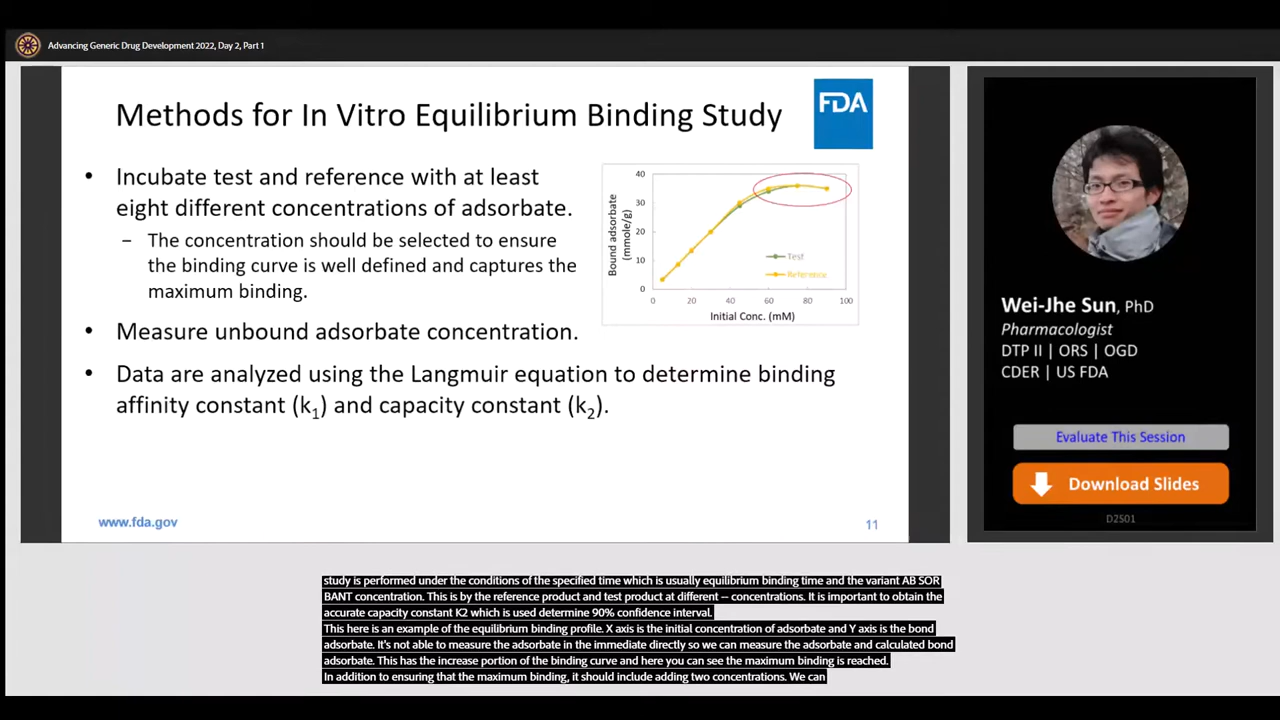 Advancing Generic Drug Development 2022, Day 2, Part 1
Methods for In Vitro Equilibrium Binding Study
FDA
• Incubate test and reference with at least
eight different concentrations of adsorbate.
– The concentration should be selected to ensure
the binding curve is well defined and captures the
maximum binding.
• Measure unbound adsorbate concentration.
• Data are analyzed using the Langmuir equation to determine binding
affinity constant (k1) and capacity constant (k2).
Bound adsorbate
(mmole/g)
40
30
20
10
0
Test
Reference
0 20 40 60 80 100
Initial Conc. (mM)
www.fda.gov
11
Wei-Jhe Sun, PhD
Pharmacologist
DTP II | ORS | OGD
CDER | US FDA
Evaluate This Session
Download Slides
D2S01
study is performed under the conditions of the specified time which is usually equilibrium binding time and the variant AB SOR
BANT concentration. This is by the reference product and test product at different -- concentrations. It is important to obtain the
accurate capacity constant K2 which is used determine 90% confidence interval.
This here is an example of the equilibrium binding profile. X axis is the initial concentration of adsorbate and Y axis is the bond
adsorbate. It's not able to measure the adsorbate in the immediate directly so we can measure the adsorbate and calculated bond
adsorbate. This has the increase portion of the binding curve and here you can see the maximum binding is reached.
In addition to ensuring that the maximum binding, it should include adding two concentrations. We can